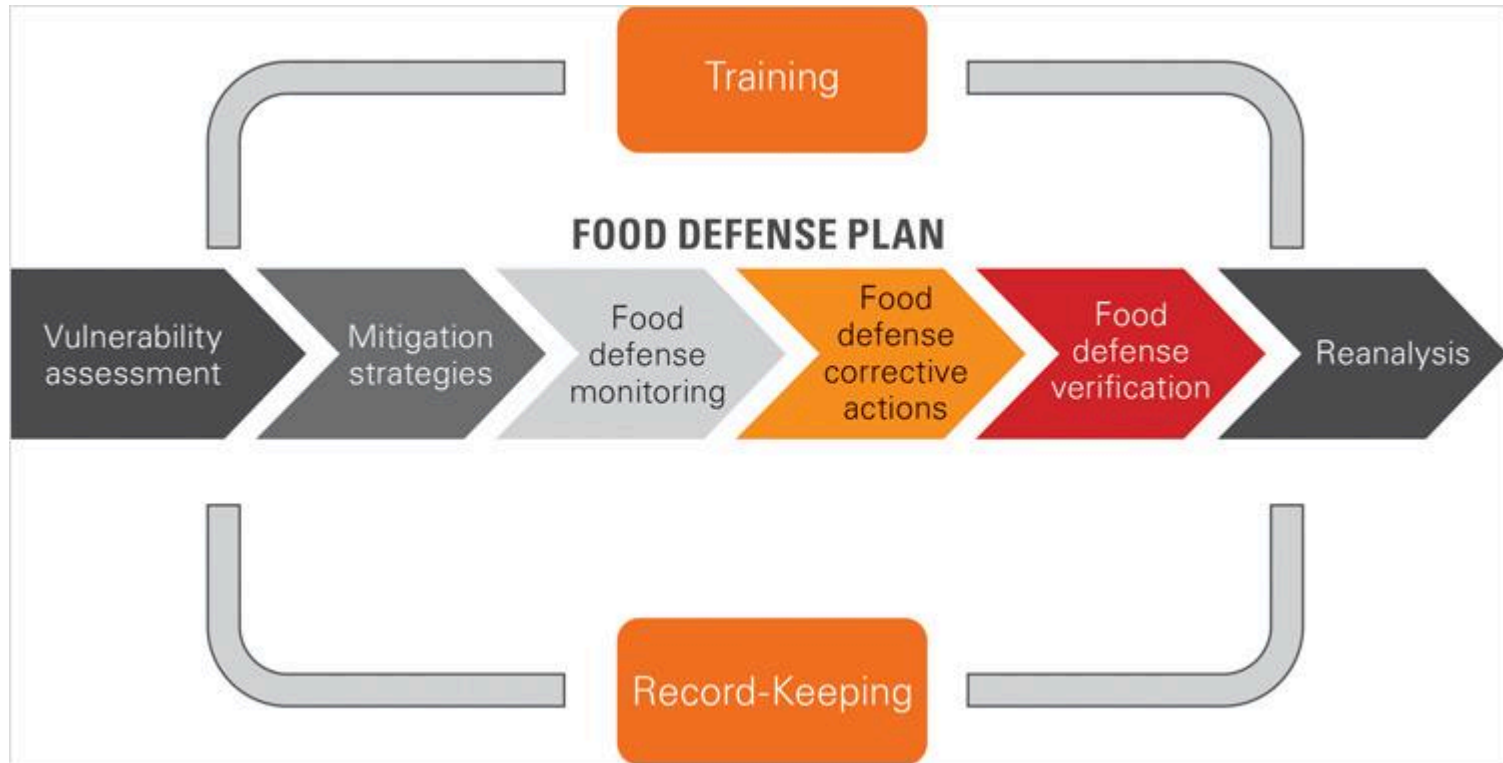 Training
FOOD DEFENSE PLAN
Vulnerability
assessment
Mitigation
strategies
Food
defense
monitoring
Food
defense
corrective
actions
Food
defense
verification
Reanalysis
Record-Keeping